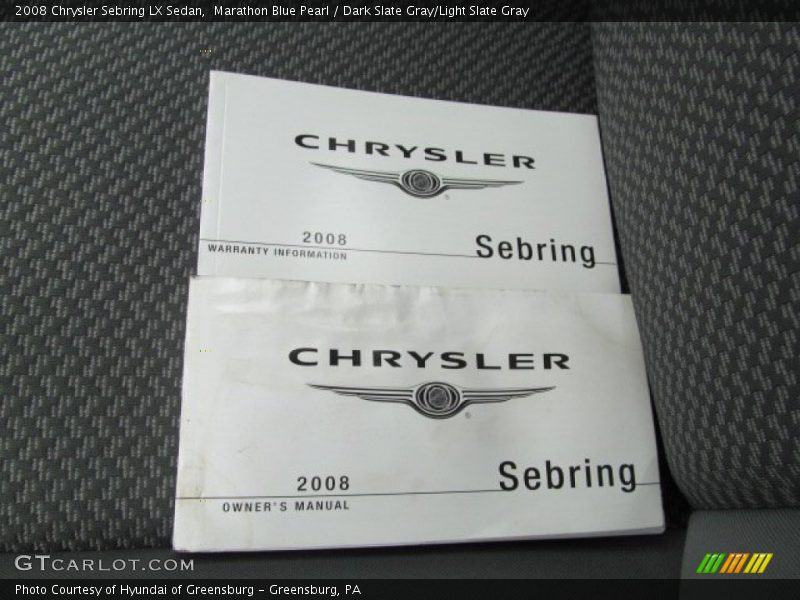 2008 Chrysler Sebring LX Sedan,  Marathon Blue Pearl / Dark Slate Gray/Light Slate Gray
CHRYSLER
2008
WARRANTY INFORMATION
Sebring
CHRYSLER
2008
OWNER'S MANUAL
Sebring
GTCARLOT.COM
Photo Courtesy of Hyundai of Greensburg - Greensburg, PA